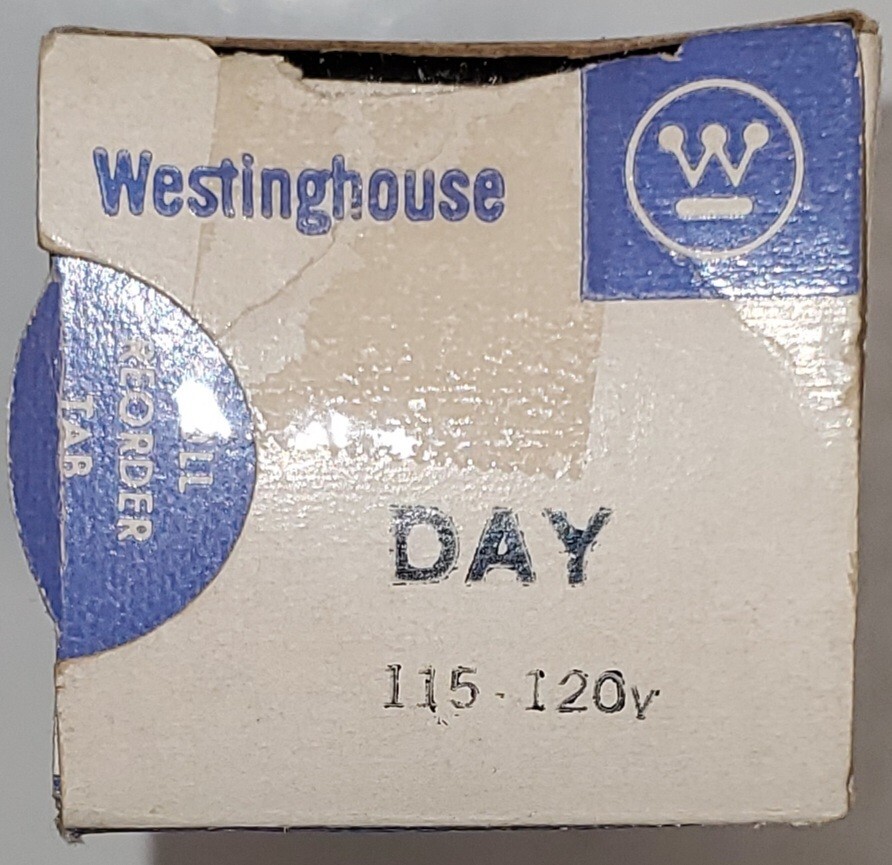 Westinghouse
W
REORDER
TAB
DAY
115-120v